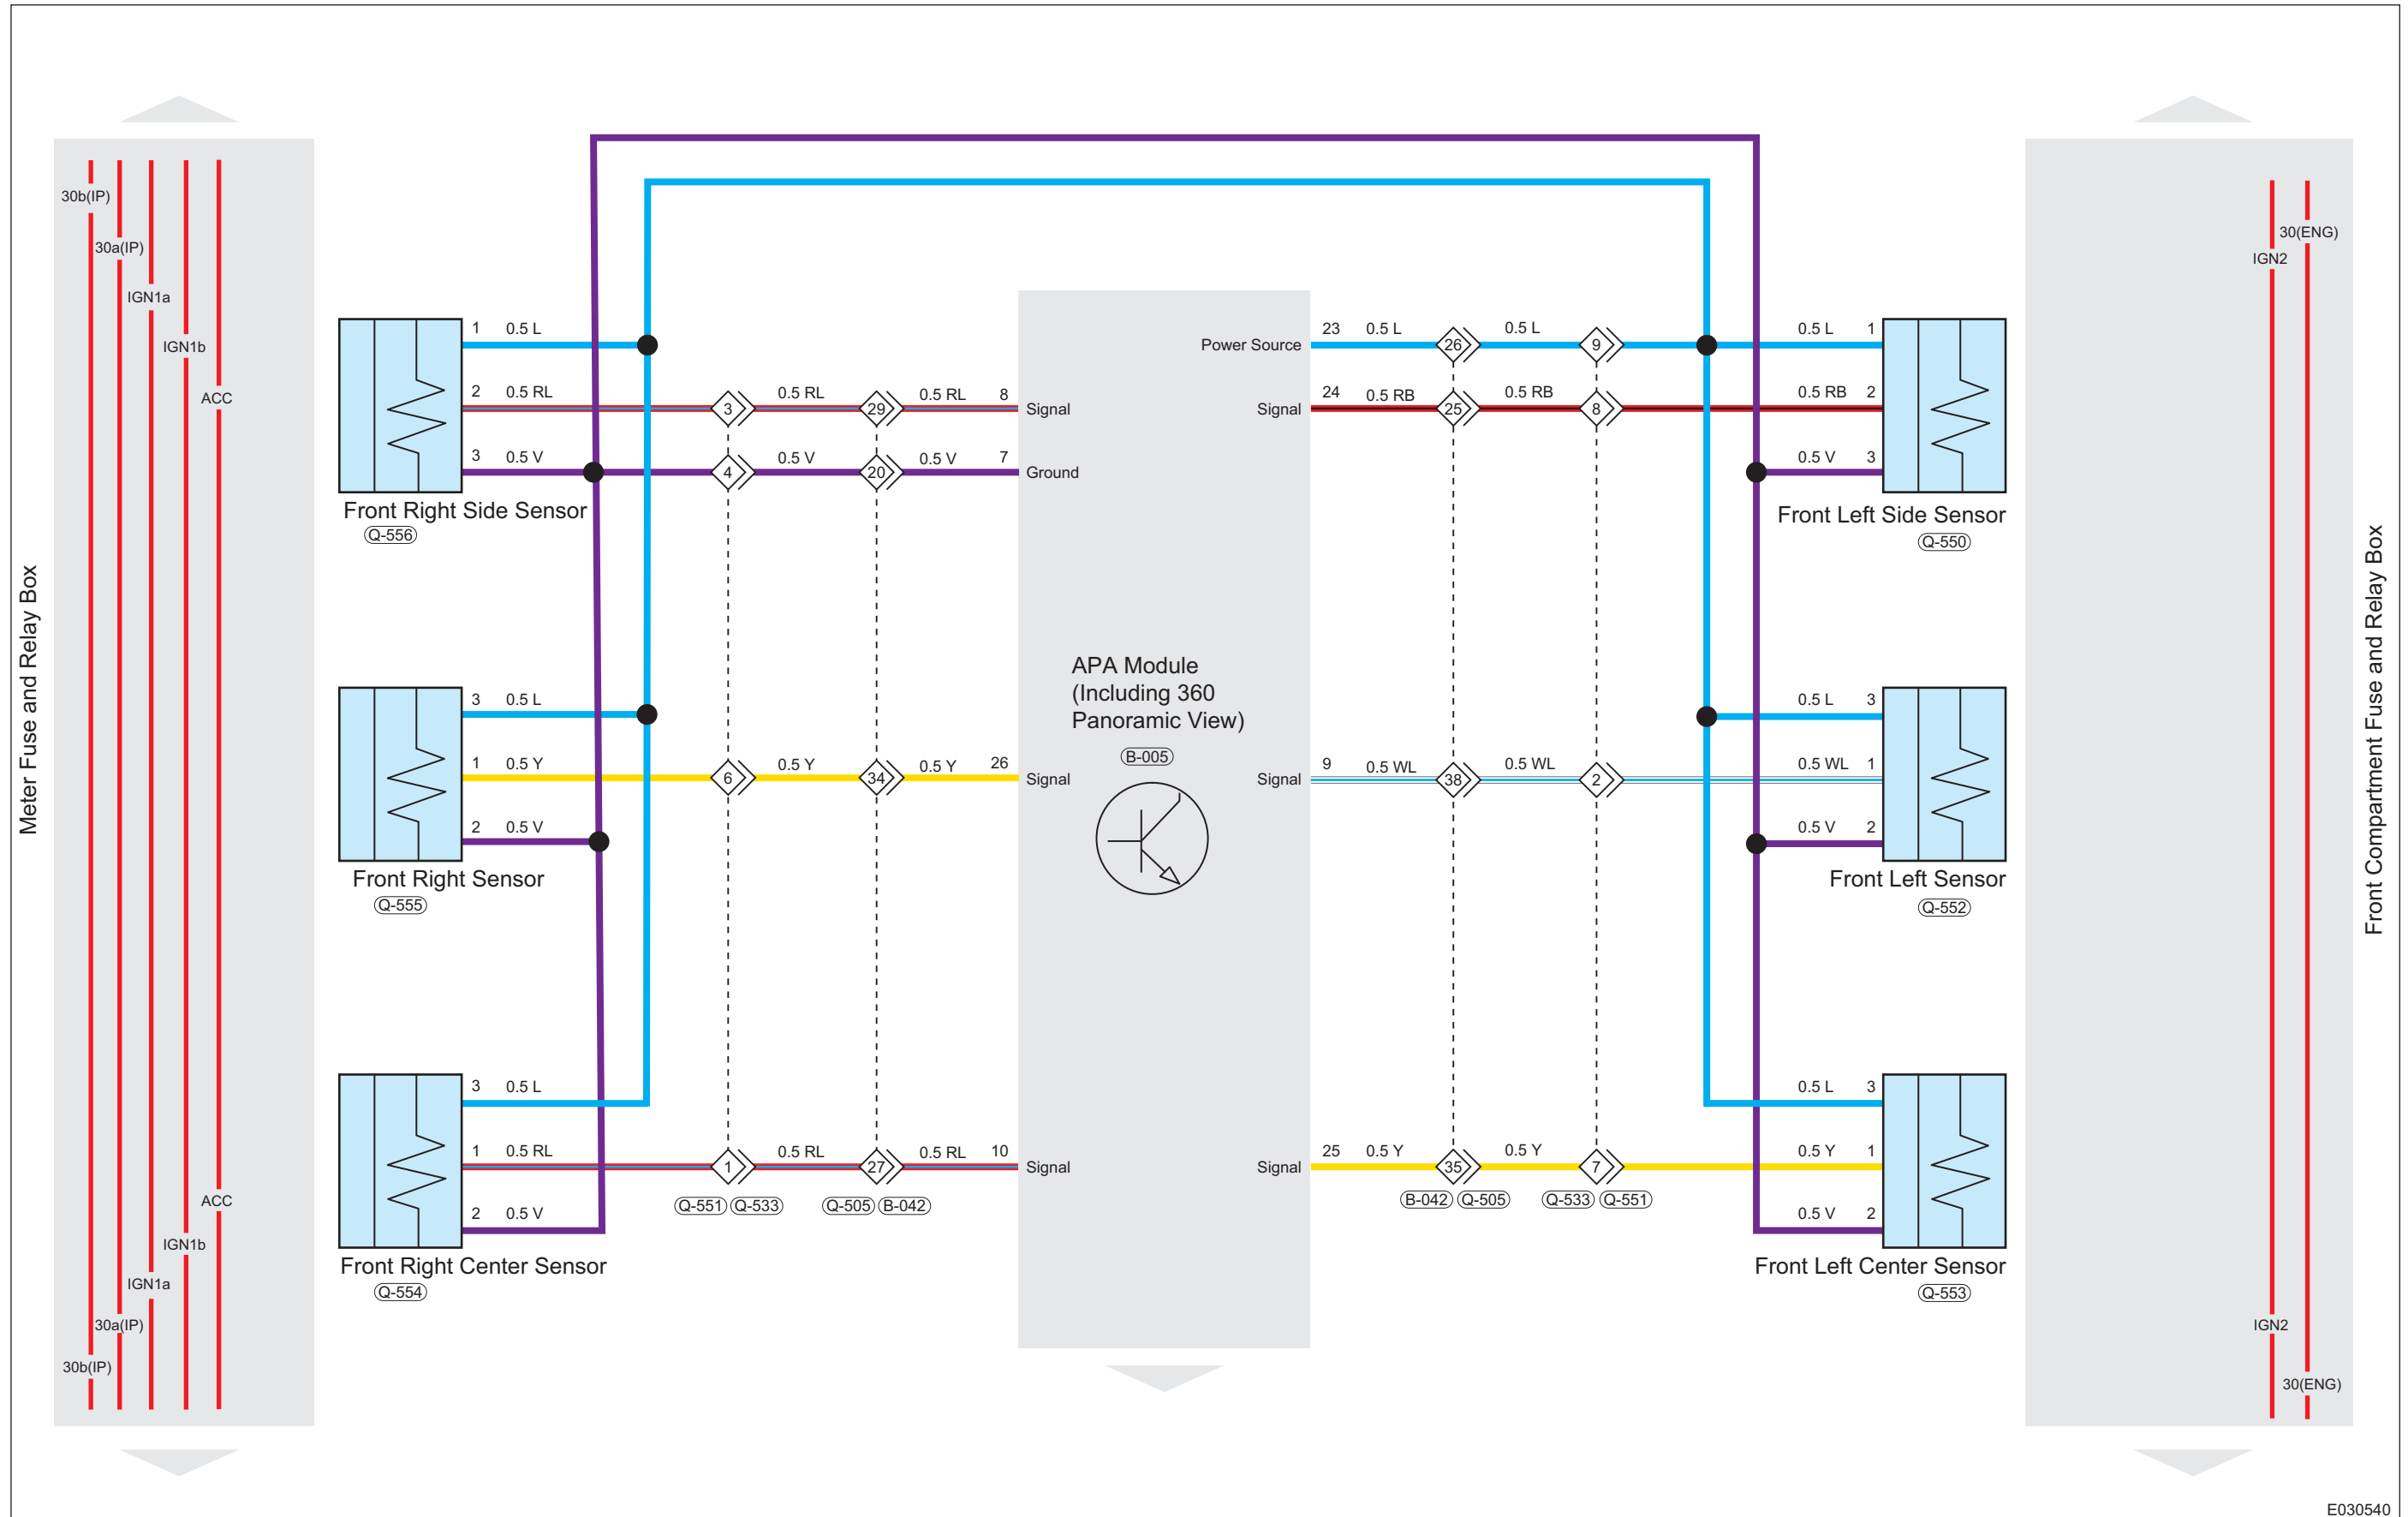 Meter Fuse and Relay Box
30b(IP)
30a(IP)
IGN1a
IGN1b
ACC
ACC
IGN1b
IGN1a
30a(IP)
30b(IP)
1 0.5 L
2 0.5 RL 3 0.5 RL 29 0.5 RL 8 Signal
3 0.5 V 4 0.5 V 20 0.5 V 7 Ground
Front Right Side Sensor
Q-556
3 0.5 L
1 0.5 Y 6 0.5 Y 34 0.5 Y 26 Signal
2 0.5 V
Front Right Sensor
Q-555
3 0.5 L
1 0.5 RL 1 0.5 RL 27 0.5 RL 10 Signal
2 0.5 V
Q-551 Q-533 Q-505 B-042
Front Right Center Sensor
Q-554
APA Module
(Including 360
Panoramic View)
B-005
Power Source 23 0.5 L 26 0.5 L 9 0.5 L 1
Signal 24 0.5 RB 25 0.5 RB 8 0.5 RB 2
0.5 V 3
Front Left Side Sensor
Q-550
0.5 L 3
Signal 9 0.5 WL 38 0.5 WL 2 0.5 WL 1
0.5 V 2
Front Left Sensor
Q-552
0.5 L 3
Signal 25 0.5 Y 35 0.5 Y 7 0.5 Y 1
B-042 Q-505 Q-533 Q-551
0.5 V 2
Front Left Center Sensor
Q-553
30(ENG)
IGN2
IGN2
30(ENG)
Front Compartment Fuse and Relay Box
E030540